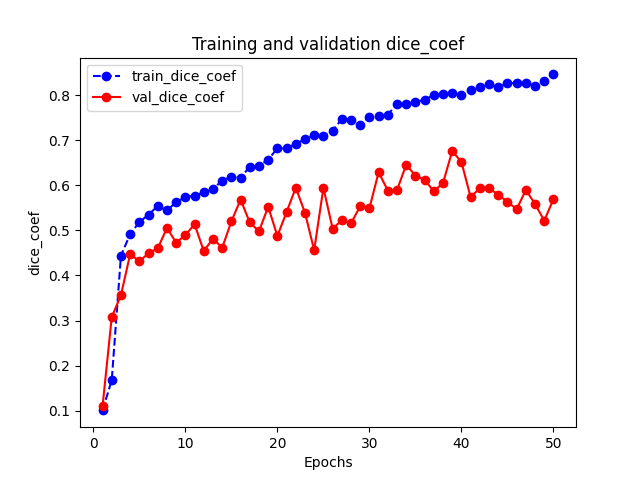 Training and validation dice_coef
train_dice_coef
val_dice_coef
dice_coef
0.8
0.7
0.6
0.5
0.4
0.3
0.2
0.1
0 10 20 30 40 50
Epochs